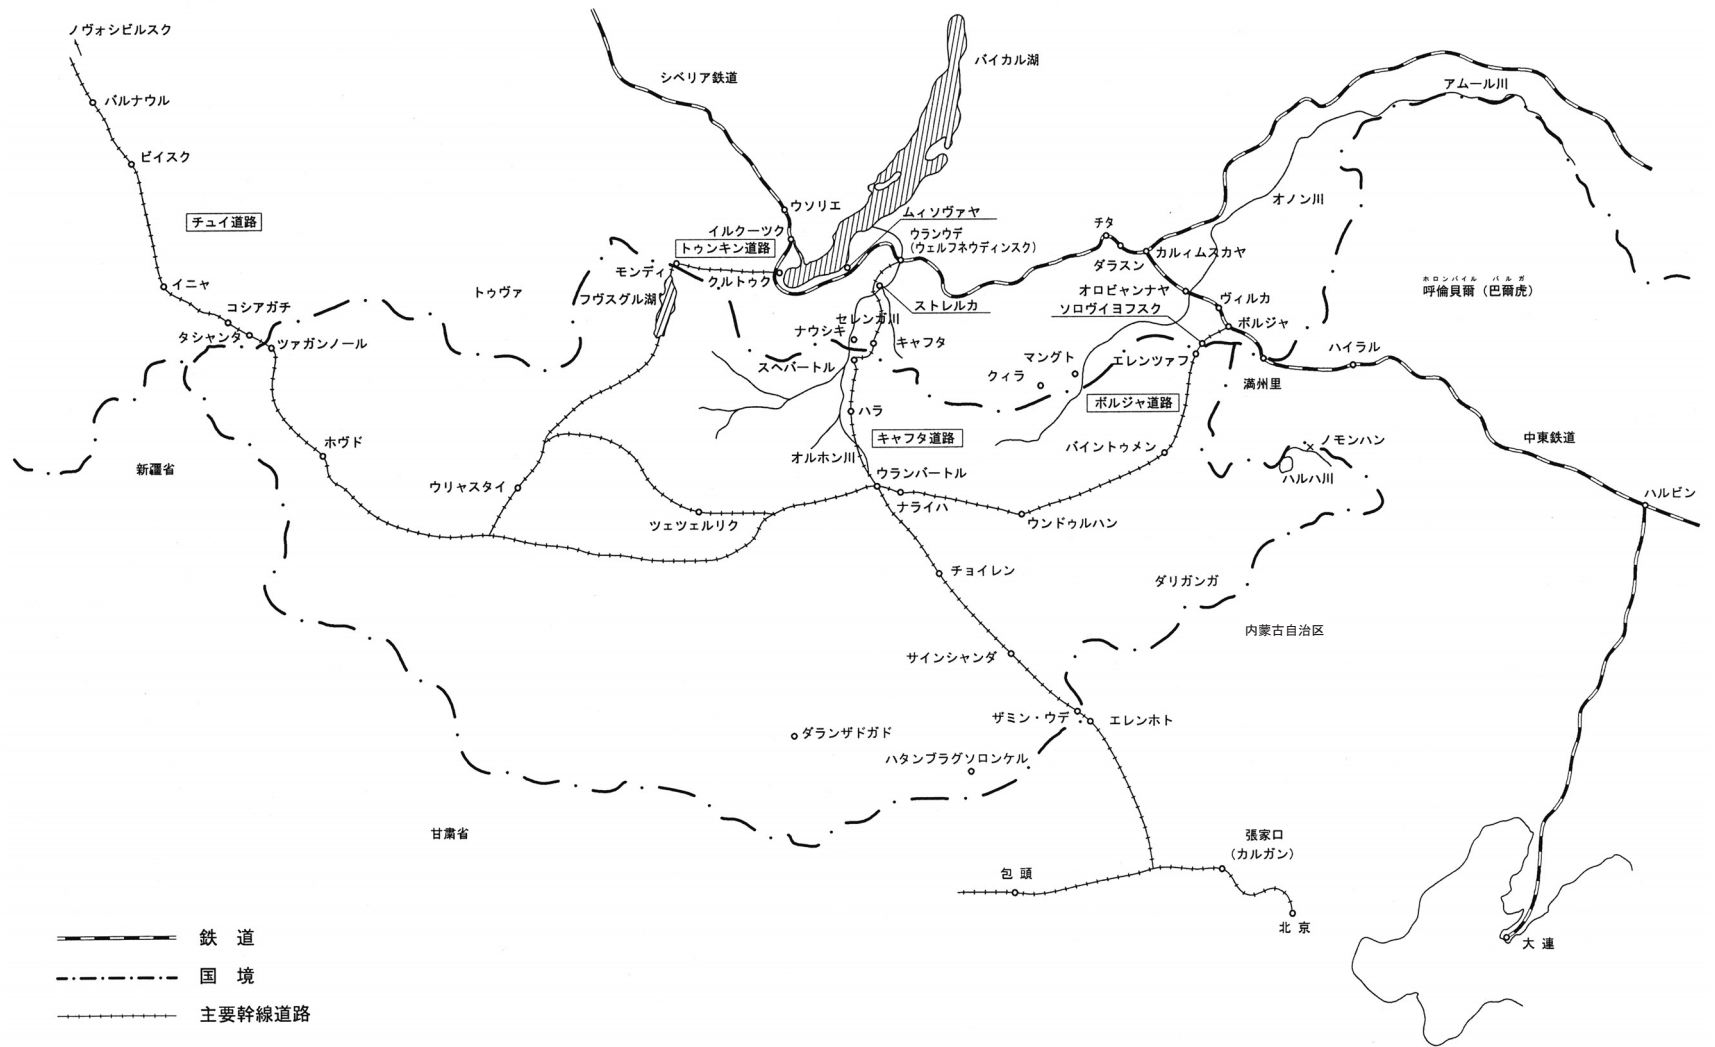 ノヴォシビルスク
バルナウル
ビイスク
チュイ道路
イニャ
コシアガチ
タシャンタ
ツァガンノール
ホヴド
新疆省
トゥヴァ
シベリア鉄道
バイカル湖
ウソリエ
イルクーツク
トゥンキン道路
モンディ
クルトゥク
フヴスグル湖
ムィソヴァヤ
ウランウデ
(ウェルフネウディンスク)
ストレルカ
セレンガ川
ナウシキ
キャフタ
スヘバートル
ハラ
キャフタ道路
オルホン川
ウランバートル
ナライハ
ウリャスタイ
ツェツェルリク
ウンドゥルハン
チタ
ダラスン
カルィムスカヤ
オロビャンナヤ
ソロヴイヨフスク
ヴィルカ
ボルジャ
エレンツァフ
マングト
クィラ
ボルジャ道路
バイントゥメン
満州里
ハイラル
オノン川
アムール川
ホロンバイル バルガ
呼倫貝爾(巴爾虎)
中東鉄道
ノモンハン
ハルハ川
ハルビン
チョイレン
サインシャンダ
ダリガンガ
内蒙古自治区
ザミン・ウデ
エレンホト
ダランザドガド
ハタンブラグソロンケル
甘粛省
包頭
張家口
(カルガン)
北京
大連
鉄 道
国 境
主要幹線道路